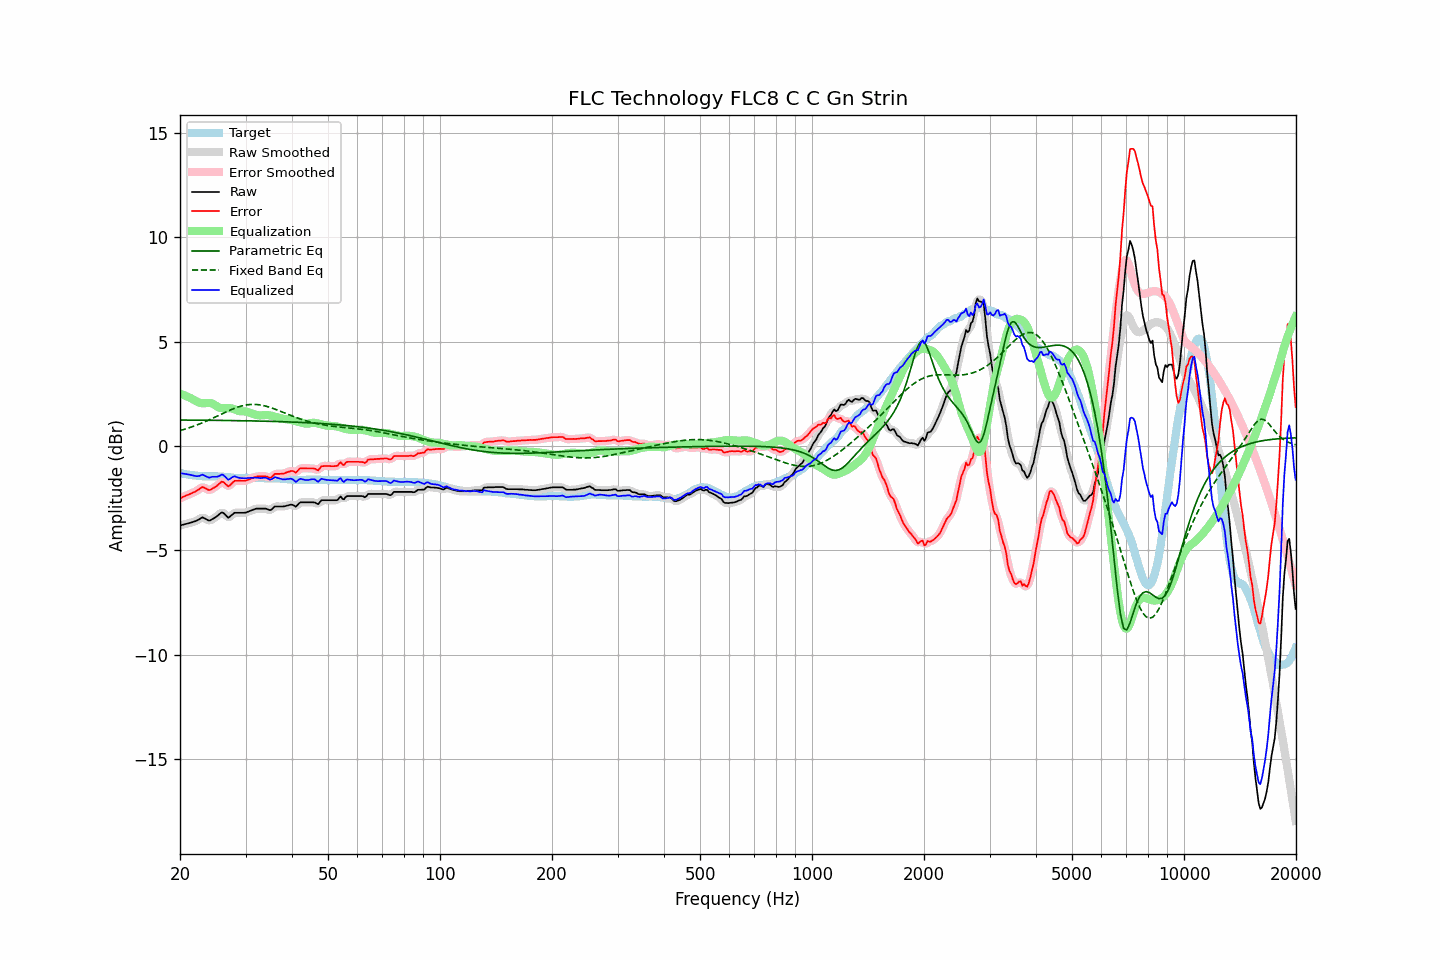 FLC Technology FLC8 C C Gn Strin
Target
Raw Smoothed
Error Smoothed
Raw
Error
Equalization
Parametric Eq
Fixed Band Eq
Equalized
Amplitude (dBr)
15
10
5
0
−5
−10
−15
20 50 100 200 500 1000 2000 5000 10000 20000
Frequency (Hz)